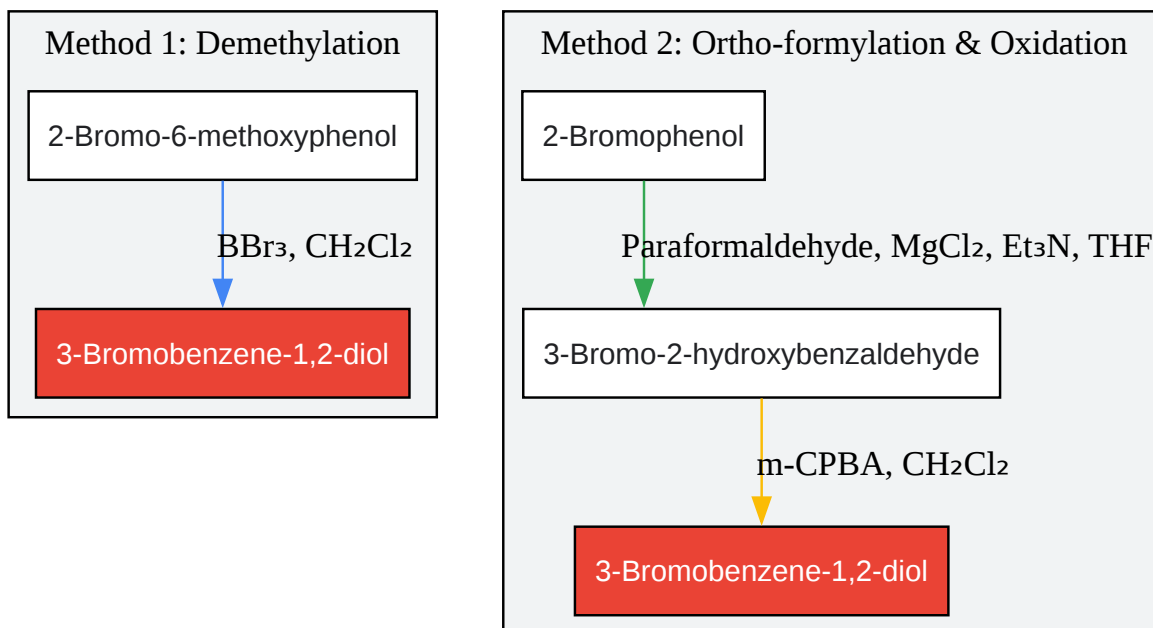 Method 1: Demethylation
2-Bromo-6-methoxyphenol
BBr₃, CH₂Cl₂
3-Bromobenzene-1,2-diol
Method 2: Ortho-formylation & Oxidation
2-Bromophenol
Paraformaldehyde, MgCl₂, Et₃N, THF
3-Bromo-2-hydroxybenzaldehyde
m-CPBA, CH₂Cl₂
3-Bromobenzene-1,2-diol